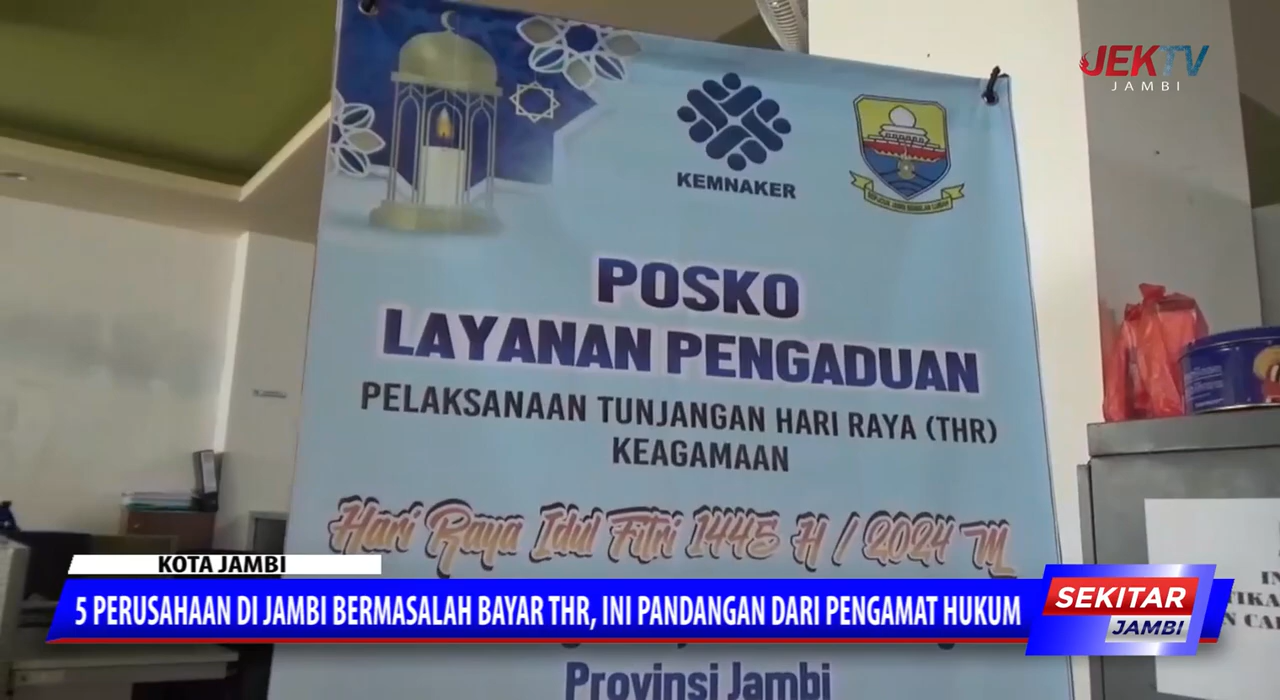 JEKTV
JAMBI
KEMNAKER
POSKO
LAYANAN PENGADUAN
PELAKSANAAN TUNJANGAN HARI RAYA (THR)
KEAGAMAAN
Hari Raya Idul Fitri 1445 H / 2024 M
KOTA JAMBI
5 PERUSAHAAN DI JAMBI BERMASALAH BAYAR THR, INI PANDANGAN DARI PENGAMAT HUKUM
SEKITAR
JAMBI
Provinsi Jambi